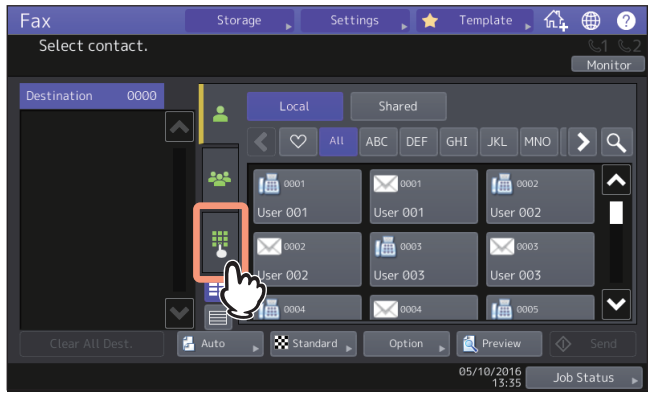 Fax
Storage
Settings
Template
?
Select contact.
1 2
Monitor
Destination 0000
Local
Shared
All
ABC
DEF
GHI
JKL
MNO
0001
User 001
0001
User 001
0002
User 002
0002
User 002
0003
User 003
0003
User 003
0004
0004
0005
Clear All Dest.
Auto
Standard
Option
Preview
Send
05/10/2016
13:35
Job Status